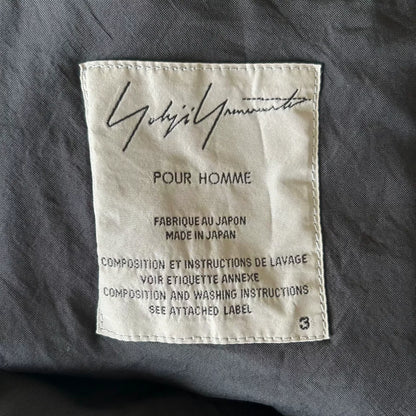 Yohji Yamamoto
POUR HOMME
FABRIQUE AU JAPON
MADE IN JAPAN
COMPOSITION ET INSTRUCTIONS DE LAVAGE
VOIR ETIQUETTE ANNEXE
COMPOSITION AND WASHING INSTRUCTIONS
SEE ATTACHED LABEL
3